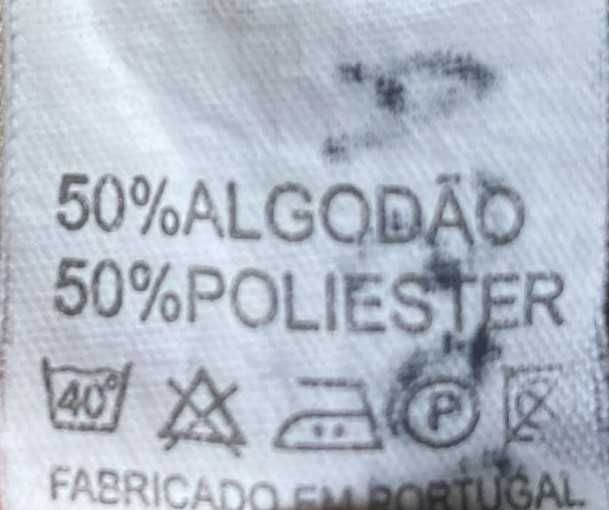 50%ALGODÃO
50%POLIESTER
40° P
FABRICADO EM PORTUGAL